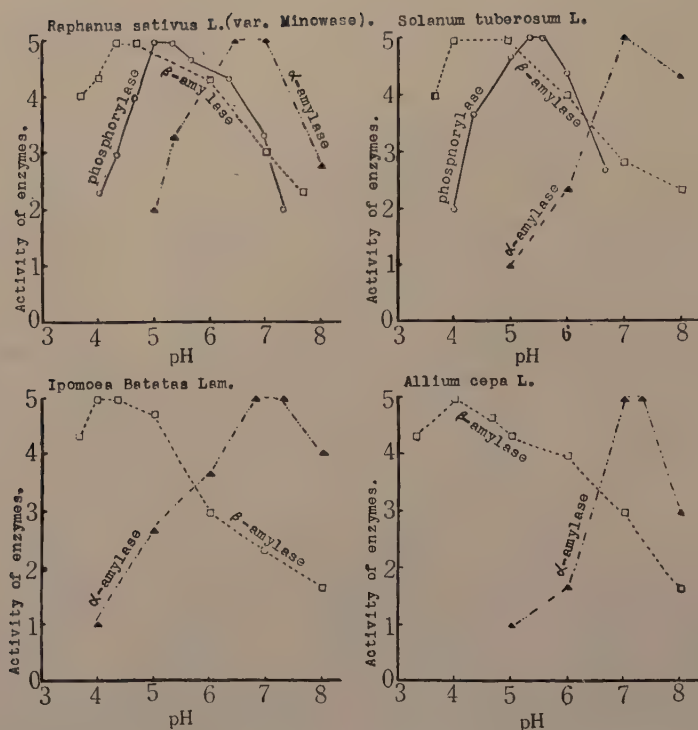 Raphanus sativus L.(var. Minowase).
Activity of enzymes.
5
4
3
2
1
0
phosphorylase
β-amylase
α-amylase
3 4 5 6 7 8
pH
Solanum tuberosum L.
Activity of enzymes.
5
4
3
2
1
0
phospnorylase
β-amylase
α-amylase
3 4 5 6 7 8
pH
Ipomoea Batatas Lam.
Activity of enzymes.
5
4
3
2
1
0
α-amylase
β-amylase
3 4 5 6 7 8
pH
Allium cepa L.
Activity of enzymes.
5
4
3
2
1
0
β-amylase
α-amylase
3 4 5 6 7 8
pH